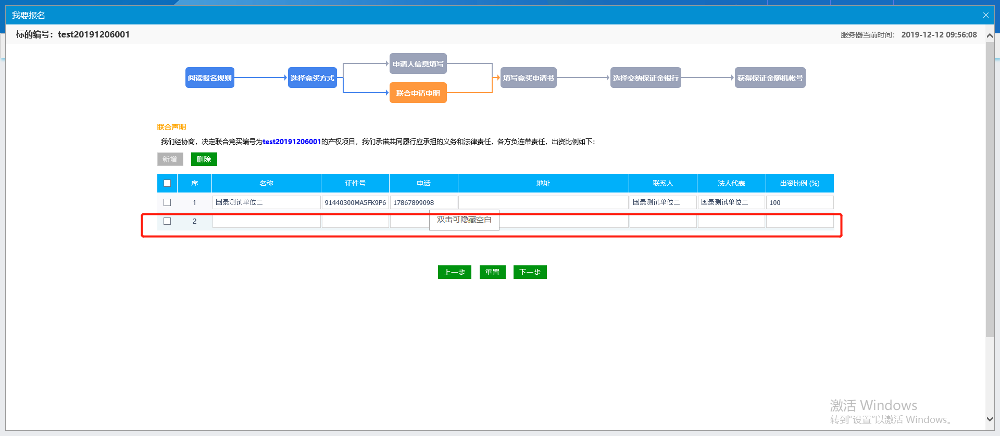 我要报名
标的编号：test20191206001 服务器当前时间： 2019-12-12 09:56:08
阅读报名规则 选择竞买方式 申请人信息填写 联合申请申明 填写竞买申请书 选择交纳保证金银行 获得保证金随机帐号
联合声明
我们经协商，决定联合竞买编号为test20191206001的产权项目，我们承诺共同履行应承担的义务和法律责任，各方负连带责任，出资比例如下：
新增 删除
序 名称 证件号 电话 地址 联系人 法人代表 出资比例 (%)
1 国泰测试单位二 91440300MA5FK9P6 17867899098 国泰测试单位二 国泰测试单位二 100
2
双击可隐藏空白
上一步 重置 下一步
激活 Windows
转到“设置”以激活 Windows。